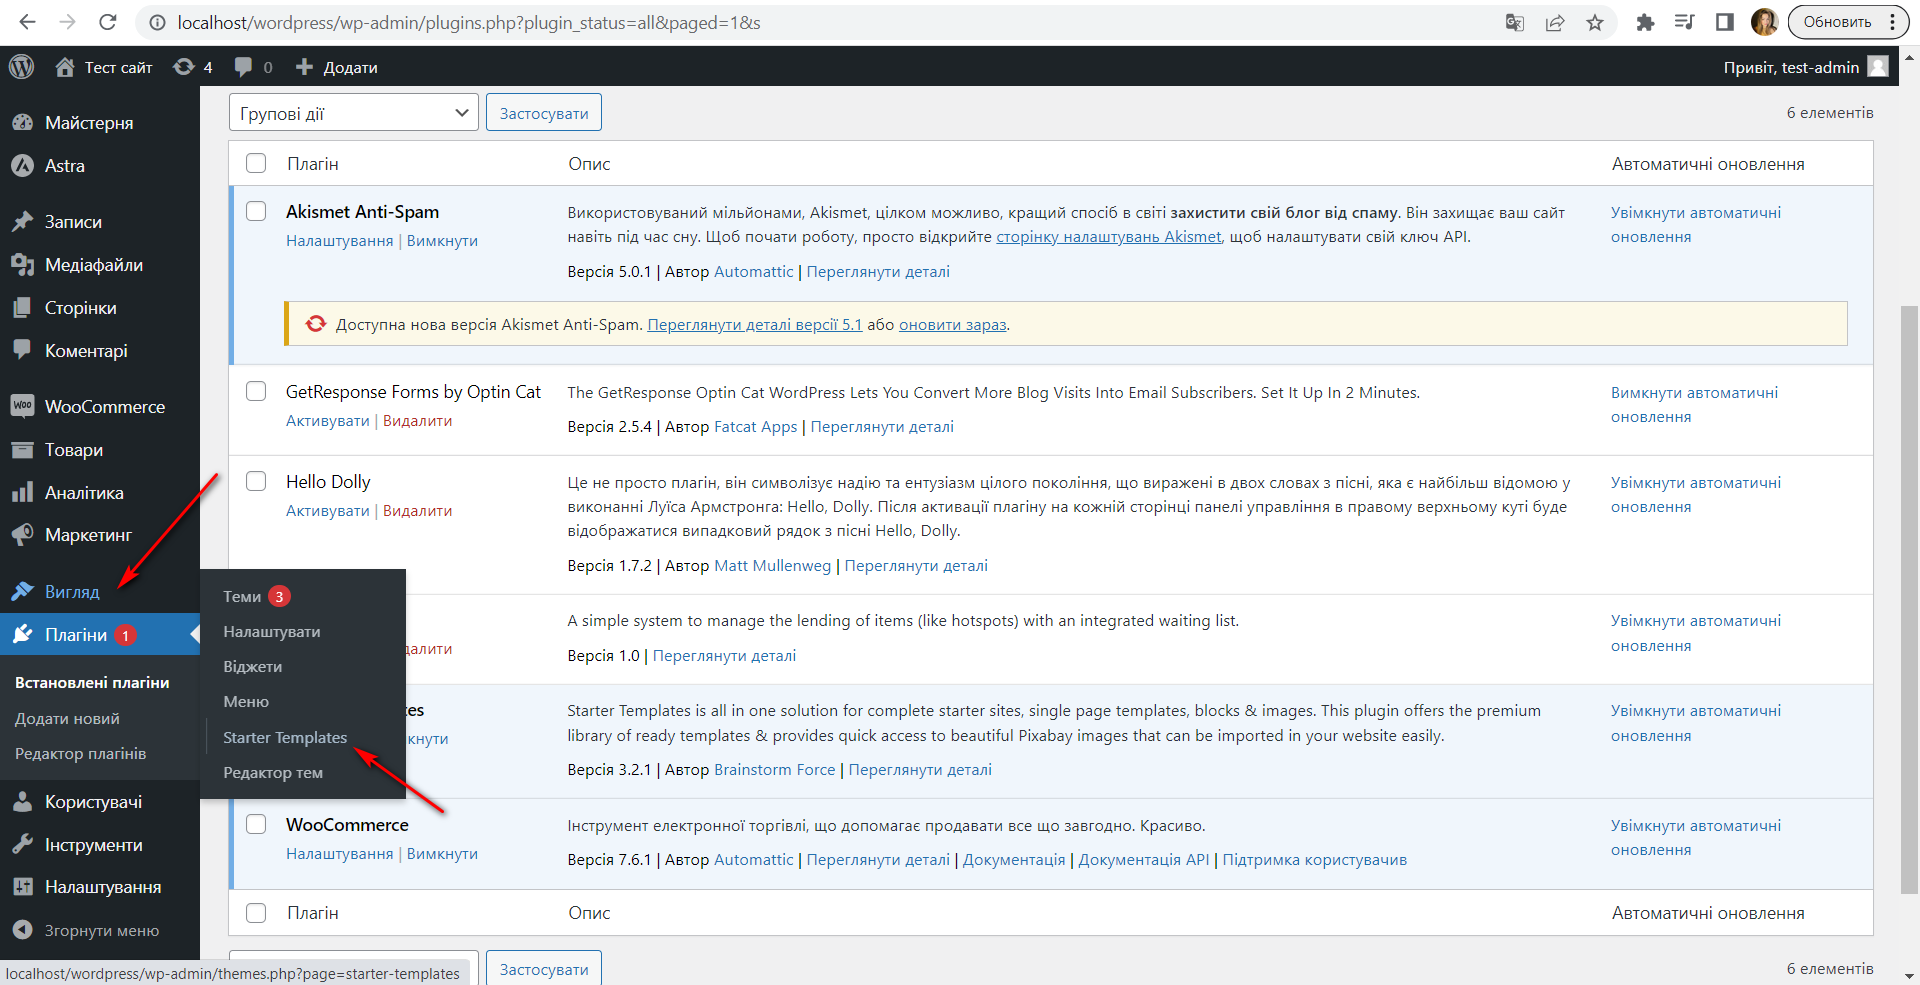 localhost/wordpress/wp-admin/plugins.php?plugin_status=all&paged=1&s
Обновить
Тест сайт 4 0 Додати
Привіт, test-admin
Майстерня
Astra
Записи
Медіафайли
Сторінки
Коментарі
WooCommerce
Товари
Аналітика
Маркетинг
Вигляд
Плагіни 1
Встановлені плагіни
Додати новий
Редактор плагінів
Користувачі
Інструменти
Налаштування
Згорнути меню
Теми 3
Налаштувати
Віджети
Меню
Starter Templates
Редактор тем
Групові дії
Застосувати
6 елементів
Плагін Опис Автоматичні оновлення
Akismet Anti-Spam
Налаштування | Вимкнути
Використовуваний мільйонами, Akismet, цілком можливо, кращий спосіб в світі захистити свій блог від спаму. Він захищає ваш сайт
навіть під час сну. Щоб почати роботу, просто відкрийте сторінку налаштувань Akismet, щоб налаштувати свій ключ API.
Версія 5.0.1 | Автор Automattic | Переглянути деталі
Увімкнути автоматичні
оновлення
Доступна нова версія Akismet Anti-Spam. Переглянути деталі версії 5.1 або оновити зараз.
GetResponse Forms by Optin Cat
Активувати | Видалити
The GetResponse Optin Cat WordPress Lets You Convert More Blog Visits Into Email Subscribers. Set It Up In 2 Minutes.
Версія 2.5.4 | Автор Fatcat Apps | Переглянути деталі
Вимкнути автоматичні
оновлення
Hello Dolly
Активувати | Видалити
Це не просто плагін, він символізує надію та ентузіазм цілого покоління, що виражені в двох словах з пісні, яка є найбільш відомою у
виконанні Луїса Армстронга: Hello, Dolly. Після активації плагіну на кожній сторінці панелі управління в правому верхньому куті буде
відображатися випадковий рядок з пісні Hello, Dolly.
Версія 1.7.2 | Автор Matt Mullenweg | Переглянути деталі
Увімкнути автоматичні
оновлення
далити
A simple system to manage the lending of items (like hotspots) with an integrated waiting list.
Версія 1.0 | Переглянути деталі
Увімкнути автоматичні
оновлення
tes
кнути
Starter Templates is all in one solution for complete starter sites, single page templates, blocks & images. This plugin offers the premium
library of ready templates & provides quick access to beautiful Pixabay images that can be imported in your website easily.
Версія 3.2.1 | Автор Brainstorm Force | Переглянути деталі
Увімкнути автоматичні
оновлення
WooCommerce
Налаштування | Вимкнути
Інструмент електронної торгівлі, що допомагає продавати все що завгодно. Красиво.
Версія 7.6.1 | Автор Automattic | Переглянути деталі | Документація | Документація API | Підтримка користувачив
Увімкнути автоматичні
оновлення
Плагін Опис Автоматичні оновлення
Застосувати
6 елементів
localhost/wordpress/wp-admin/themes.php?page=starter-templates